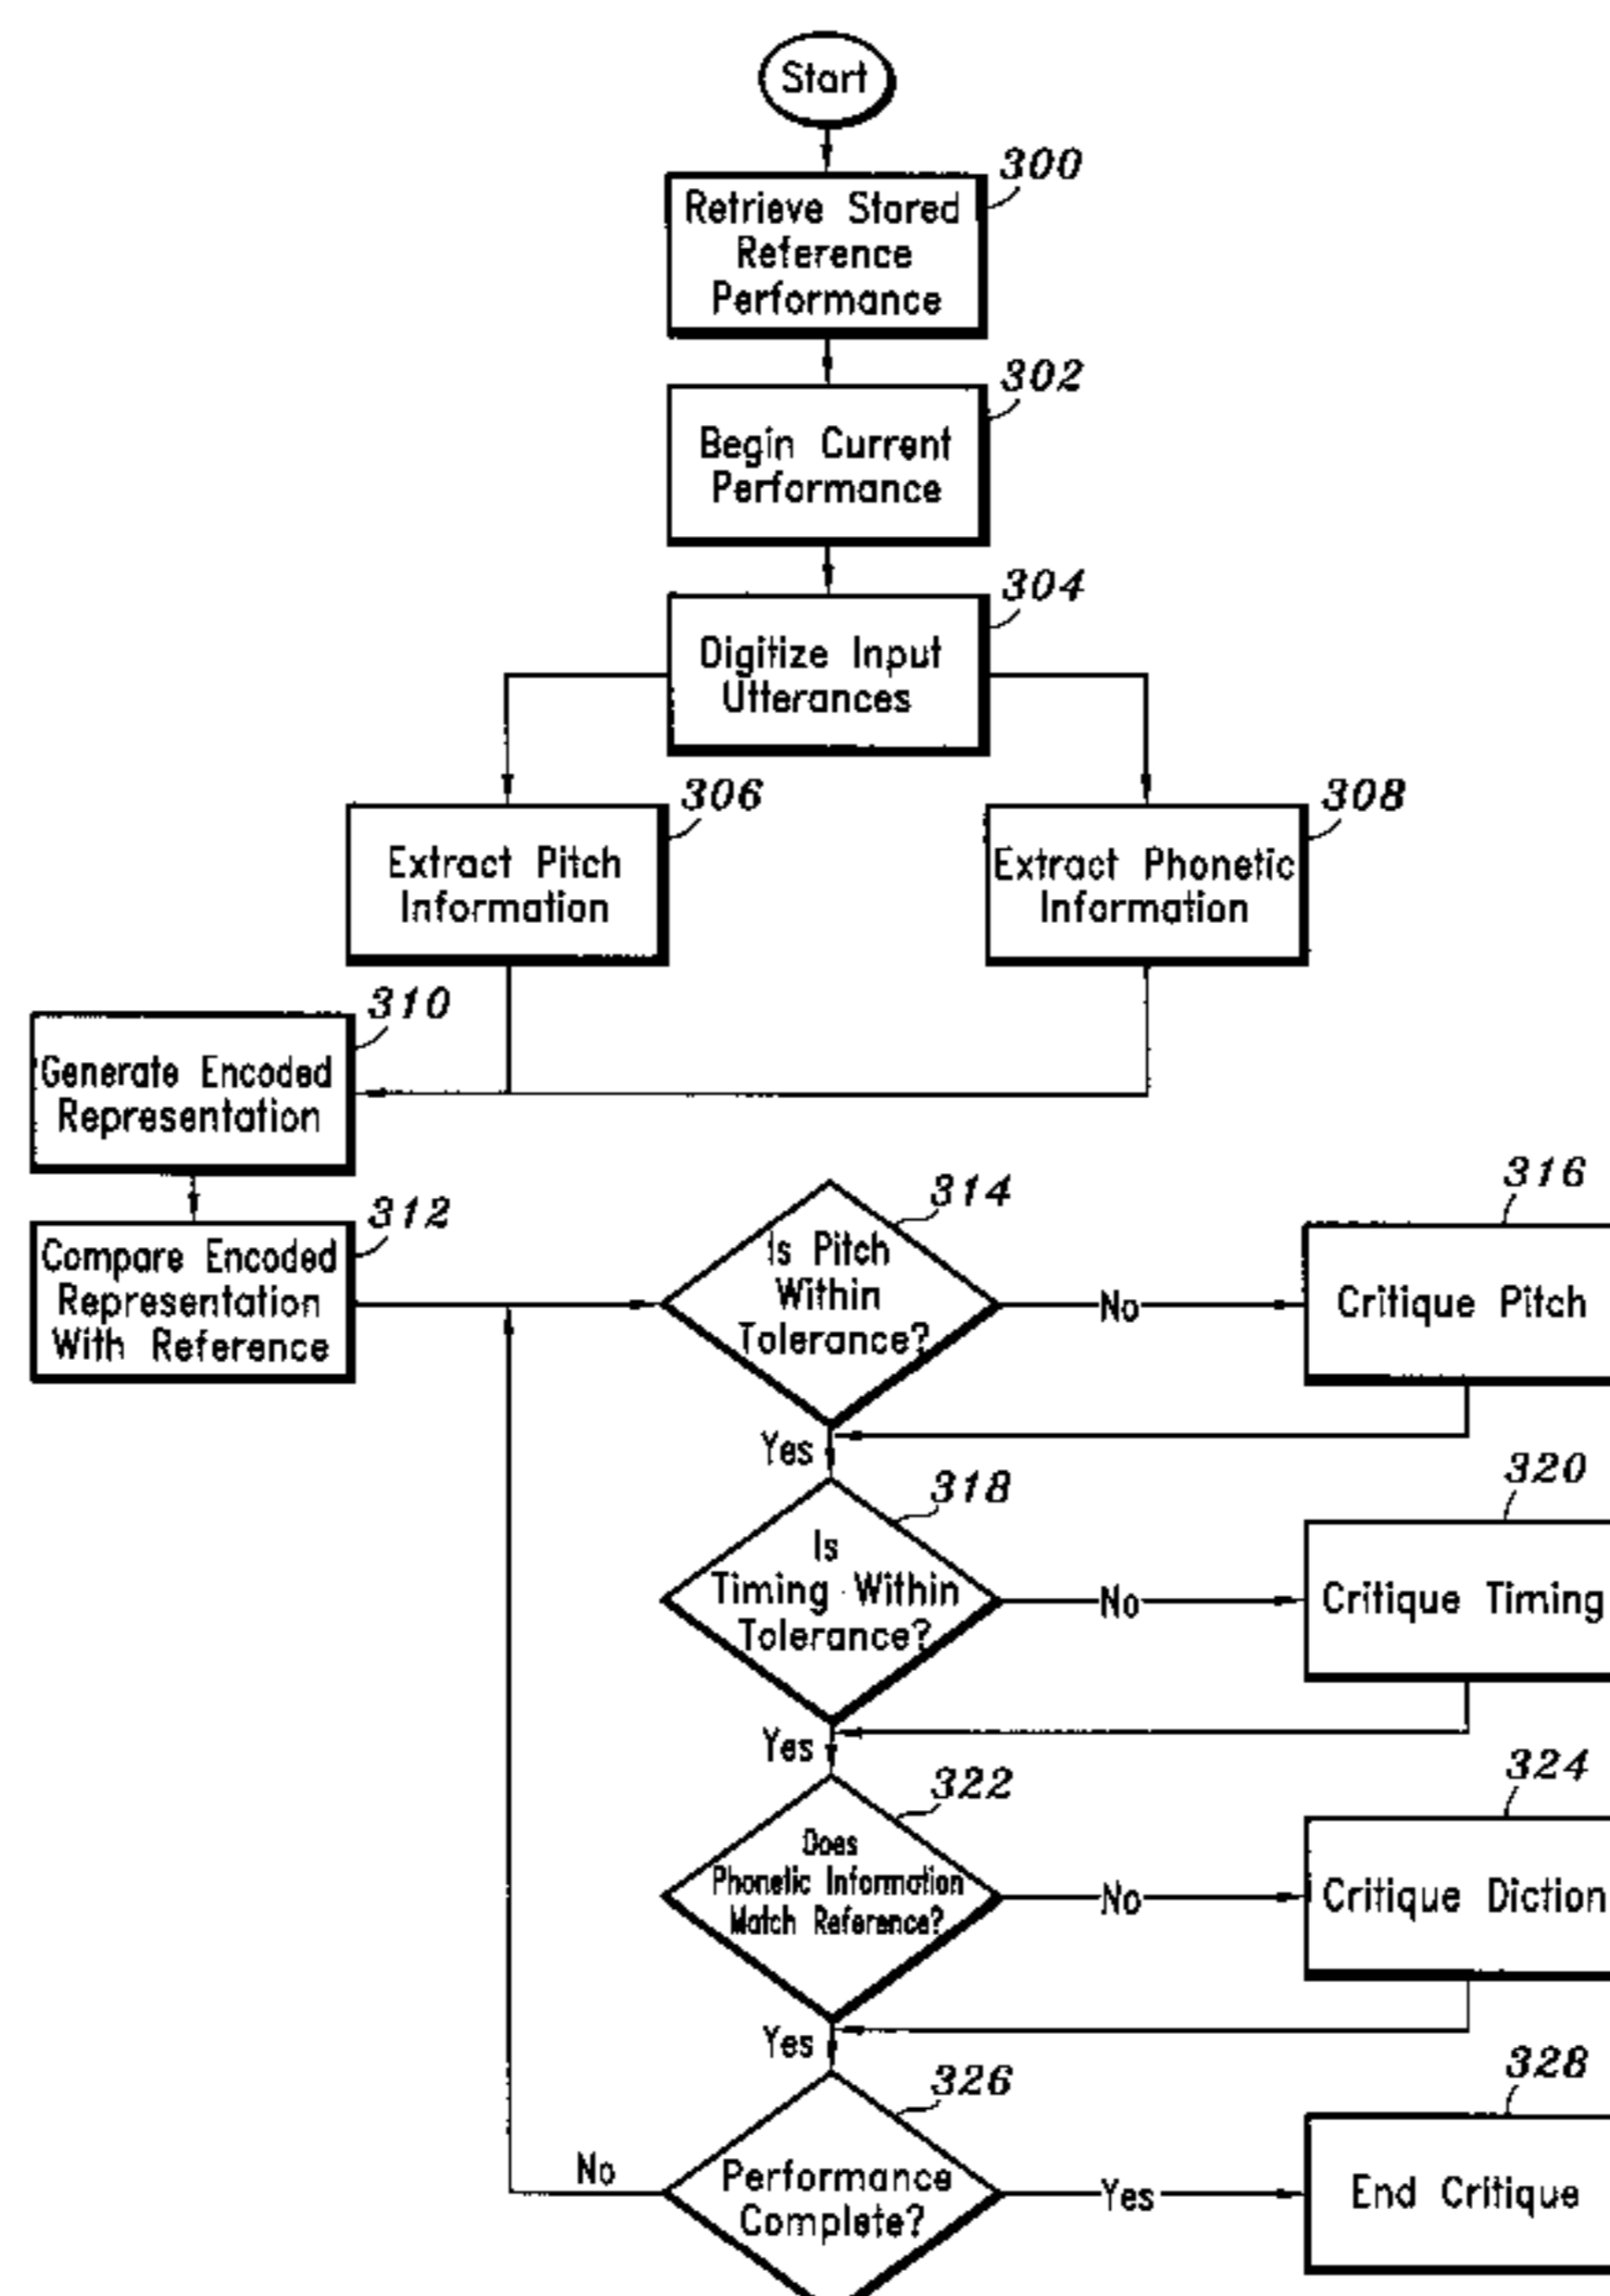 Start
300
Retrieve Stored
Reference
Performance
302
Begin Current
Performance
304
Digitize Input
Utterances
306
Extract Pitch
Information
308
Extract Phonetic
Information
310
Generate Encoded
Representation
312
Compare Encoded
Representation
With Reference
314
Is Pitch
Within
Tolerance?
No
316
Critique Pitch
Yes
318
Is
Timing Within
Tolerance?
No
320
Critique Timing
Yes
322
Does
Phonetic Information
Match Reference?
No
324
Critique Diction
Yes
326
Performance
Complete?
No
Yes
328
End Critique